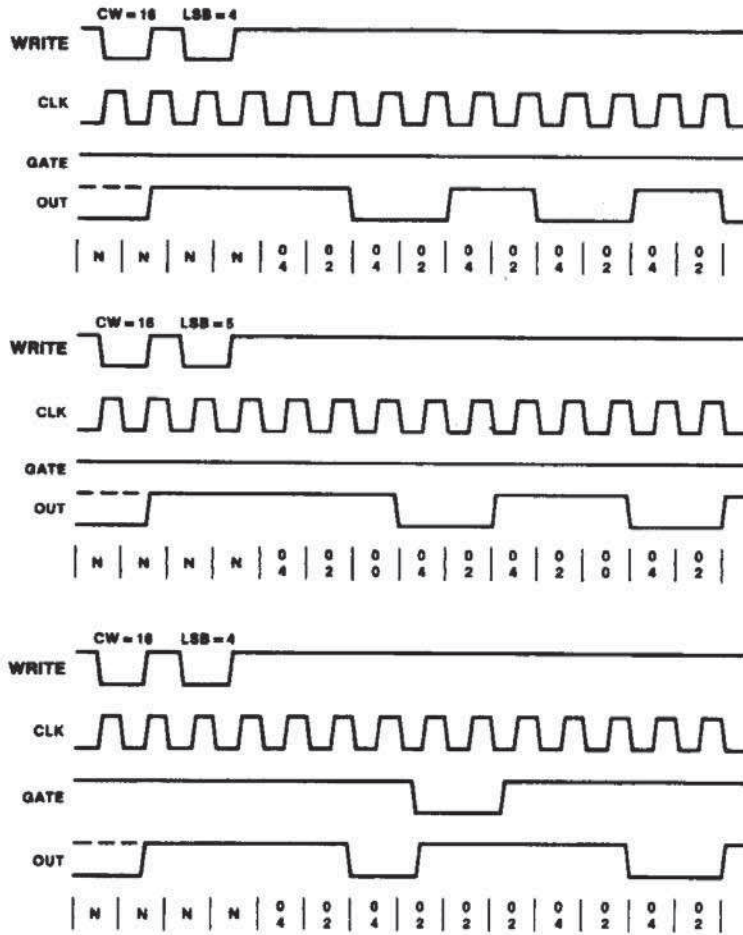 CW = 16 LSB = 4
WRITE
CLK
GATE
OUT
N N N N 0 0 0 0 0 0 0 0 0 0
4 2 4 2 4 2 4 2 4 2
CW = 16 LSB = 5
WRITE
CLK
GATE
OUT
N N N N 0 0 0 0 0 0 0 0 0 0
4 2 0 4 2 4 2 0 4 2
CW = 16 LSB = 4
WRITE
CLK
GATE
OUT
N N N N 0 0 0 0 0 0 0 0 0 0
4 2 4 2 2 2 4 2 4 2